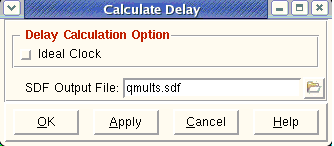 Calculate Delay
Delay Calculation Option
Ideal Clock
SDF Output File: qmults.sdf
OK Apply Cancel Help